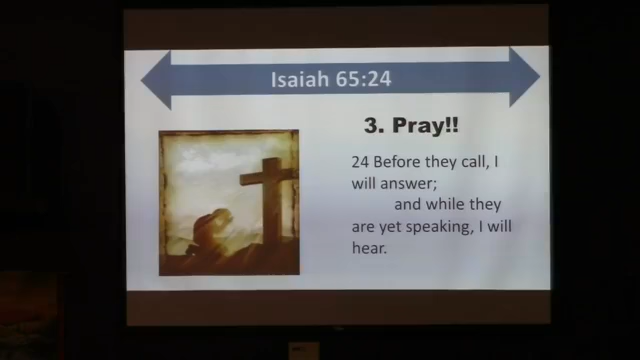 Isaiah 65:24
3. Pray!!
24 Before they call, I
will answer;
and while they
are yet speaking, I will
hear.